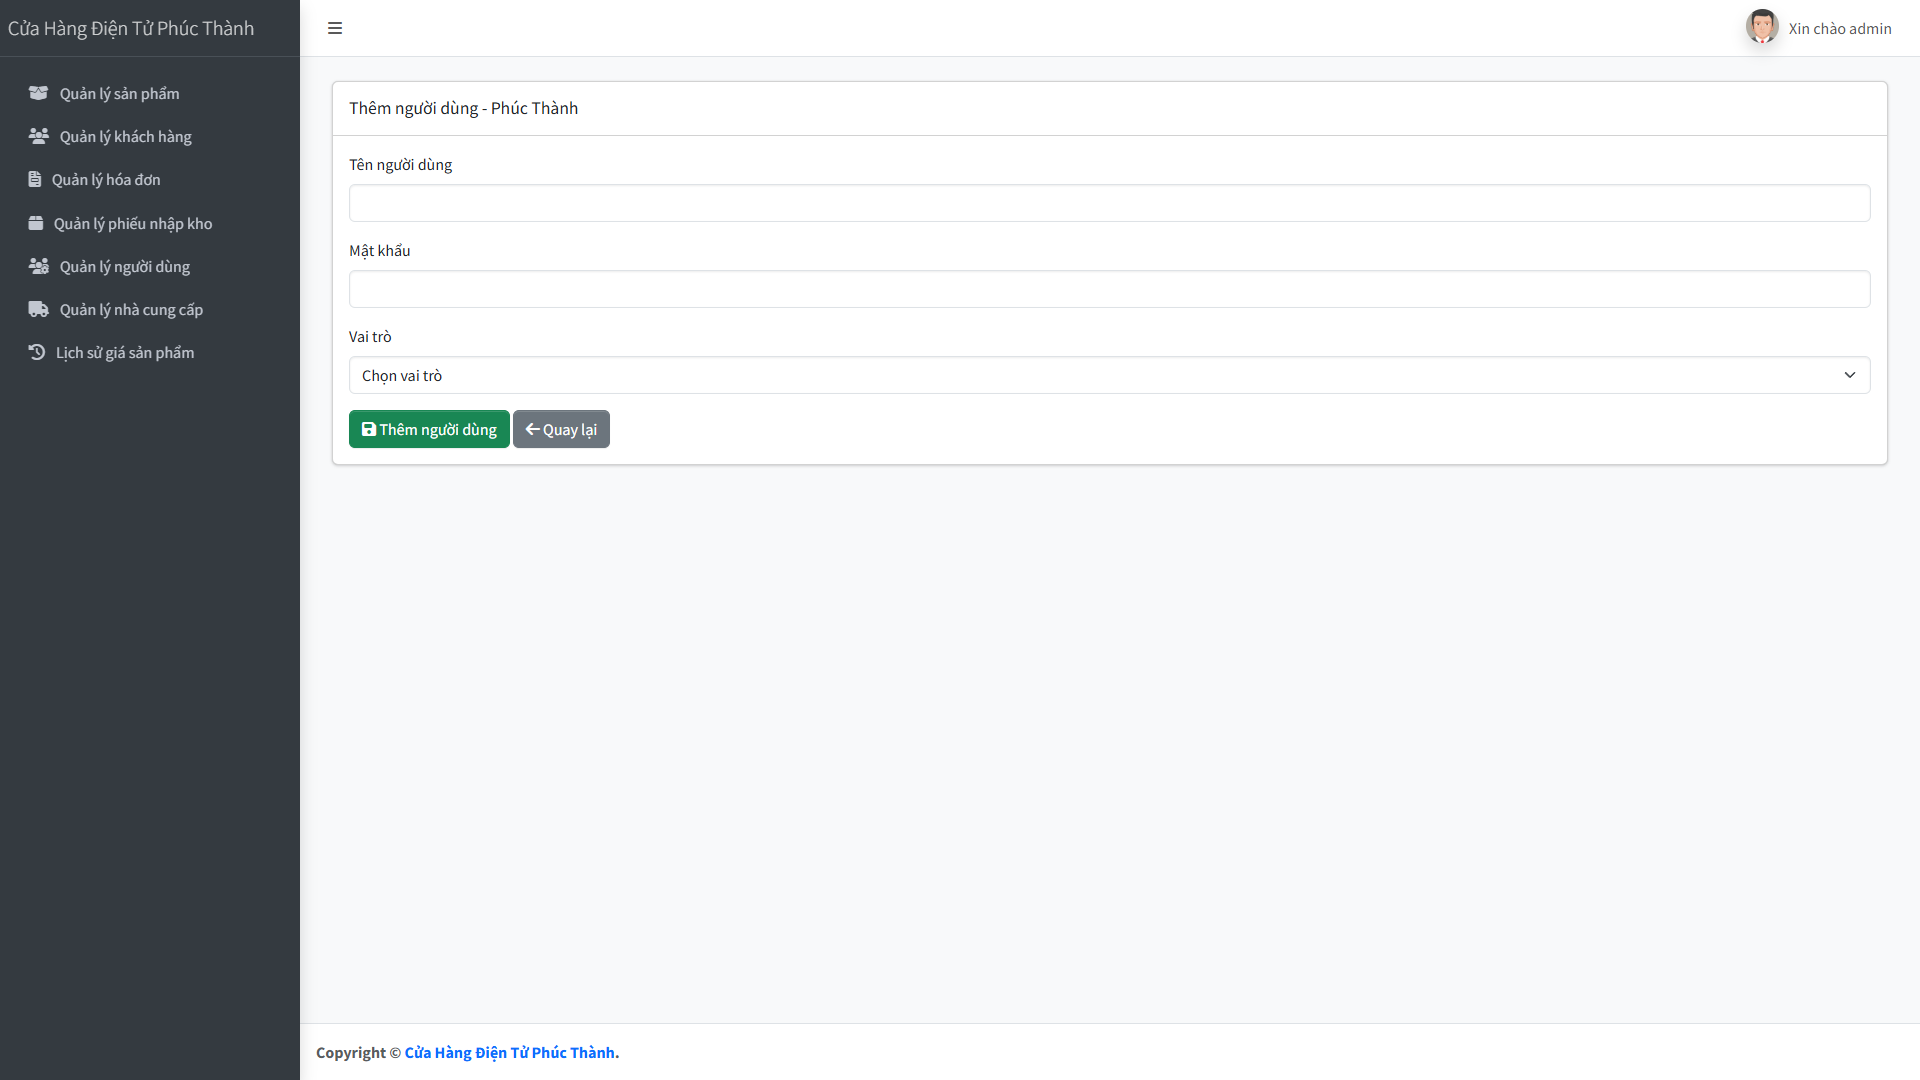 Cửa Hàng Điện Tử Phúc Thành
Xin chào admin
Quản lý sản phẩm
Quản lý khách hàng
Quản lý hóa đơn
Quản lý phiếu nhập kho
Quản lý người dùng
Quản lý nhà cung cấp
Lịch sử giá sản phẩm
Thêm người dùng - Phúc Thành
Tên người dùng
Mật khẩu
Vai trò
Chọn vai trò
Thêm người dùng
Quay lại
Copyright © Cửa Hàng Điện Tử Phúc Thành.